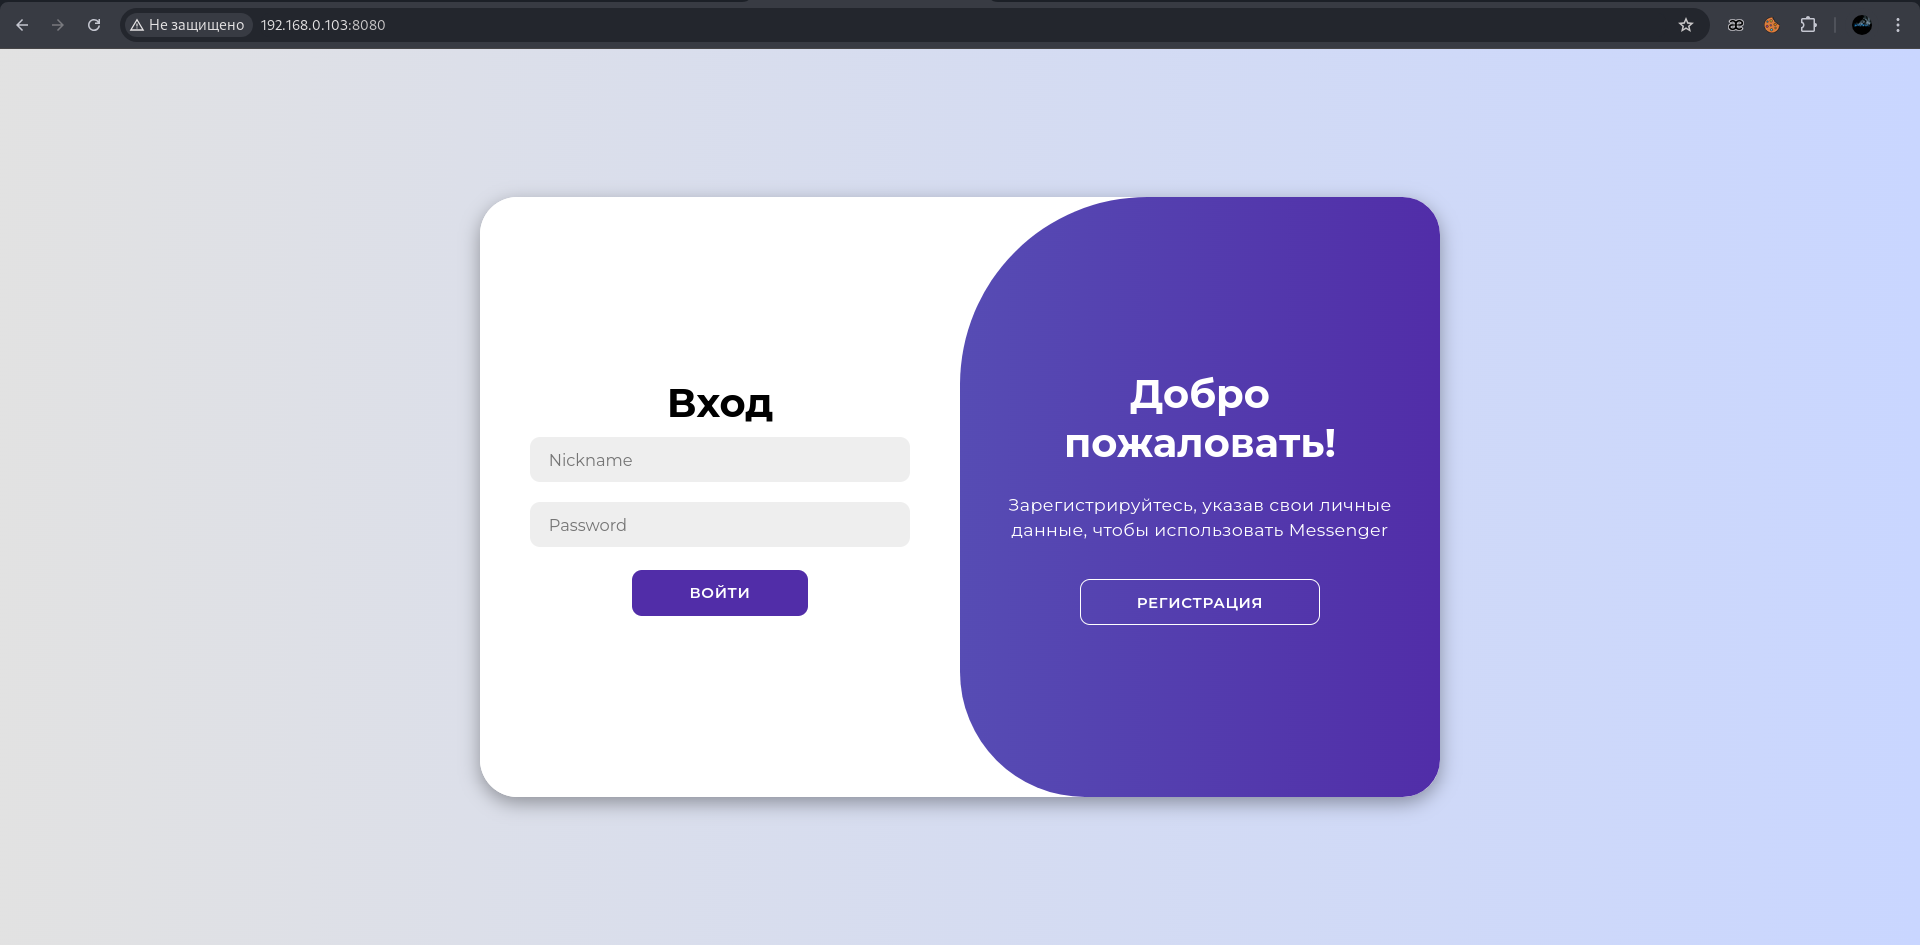 Не защищено 192.168.0.103:8080
Вход
Nickname
Password
ВОЙТИ
Добро
пожаловать!
Зарегистрируйтесь, указав свои личные
данные, чтобы использовать Messenger
РЕГИСТРАЦИЯ